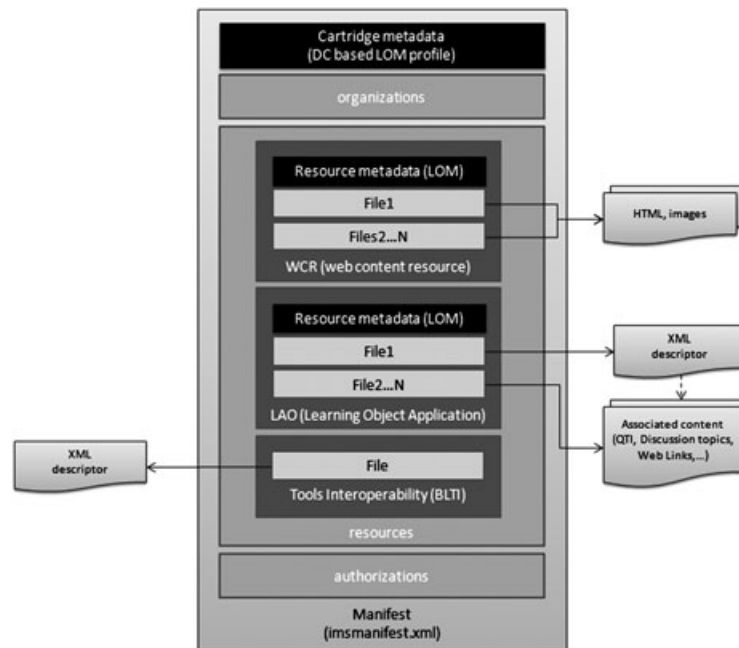 Cartridge metadata
(DC based LOM profile)
organizations
Resource metadata (LOM)
File1
Files2...N
WCR (web content resource)
HTML, images
Resource metadata (LOM)
File1
File2...N
LAO (Learning Object Application)
XML
descriptor
Associated content
(QTI, Discussion topics,
Web Links,...)
XML
descriptor
File
Tools Interoperability (BLTI)
resources
authorizations
Manifest
(imsmanifest.xml)